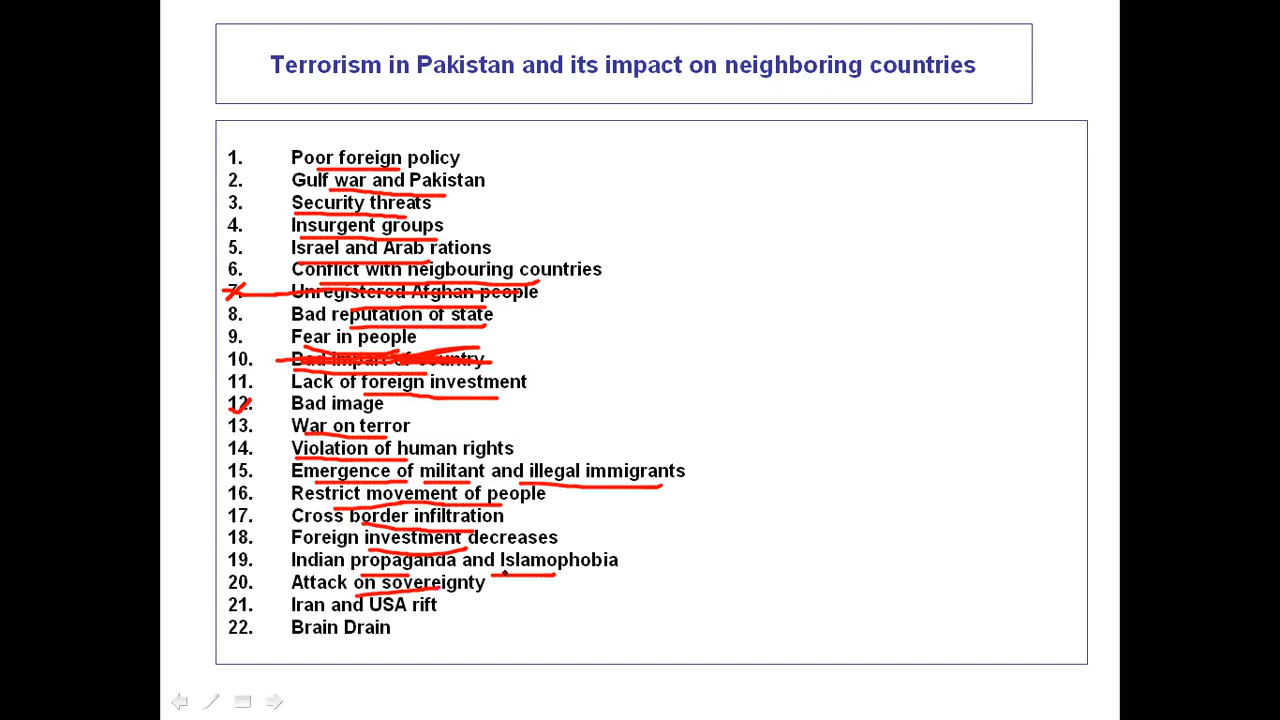 Terrorism in Pakistan and its impact on neighboring countries
1. Poor foreign policy
2. Gulf war and Pakistan
3. Security threats
4. Insurgent groups
5. Israel and Arab rations
6. Conflict with neigbouring countries
7. Unregistered Afghan people
8. Bad reputation of state
9. Fear in people
10. Bad impart of country
11. Lack of foreign investment
12. Bad image
13. War on terror
14. Violation of human rights
15. Emergence of militant and illegal immigrants
16. Restrict movement of people
17. Cross border infiltration
18. Foreign investment decreases
19. Indian propaganda and Islamophobia
20. Attack on sovereignty
21. Iran and USA rift
22. Brain Drain